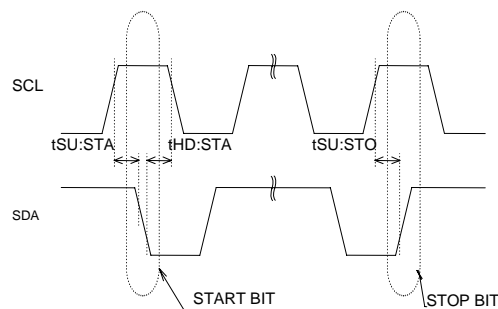 SCL
tSU:STA tHD:STA tSU:STO
SDA
START BIT STOP BIT